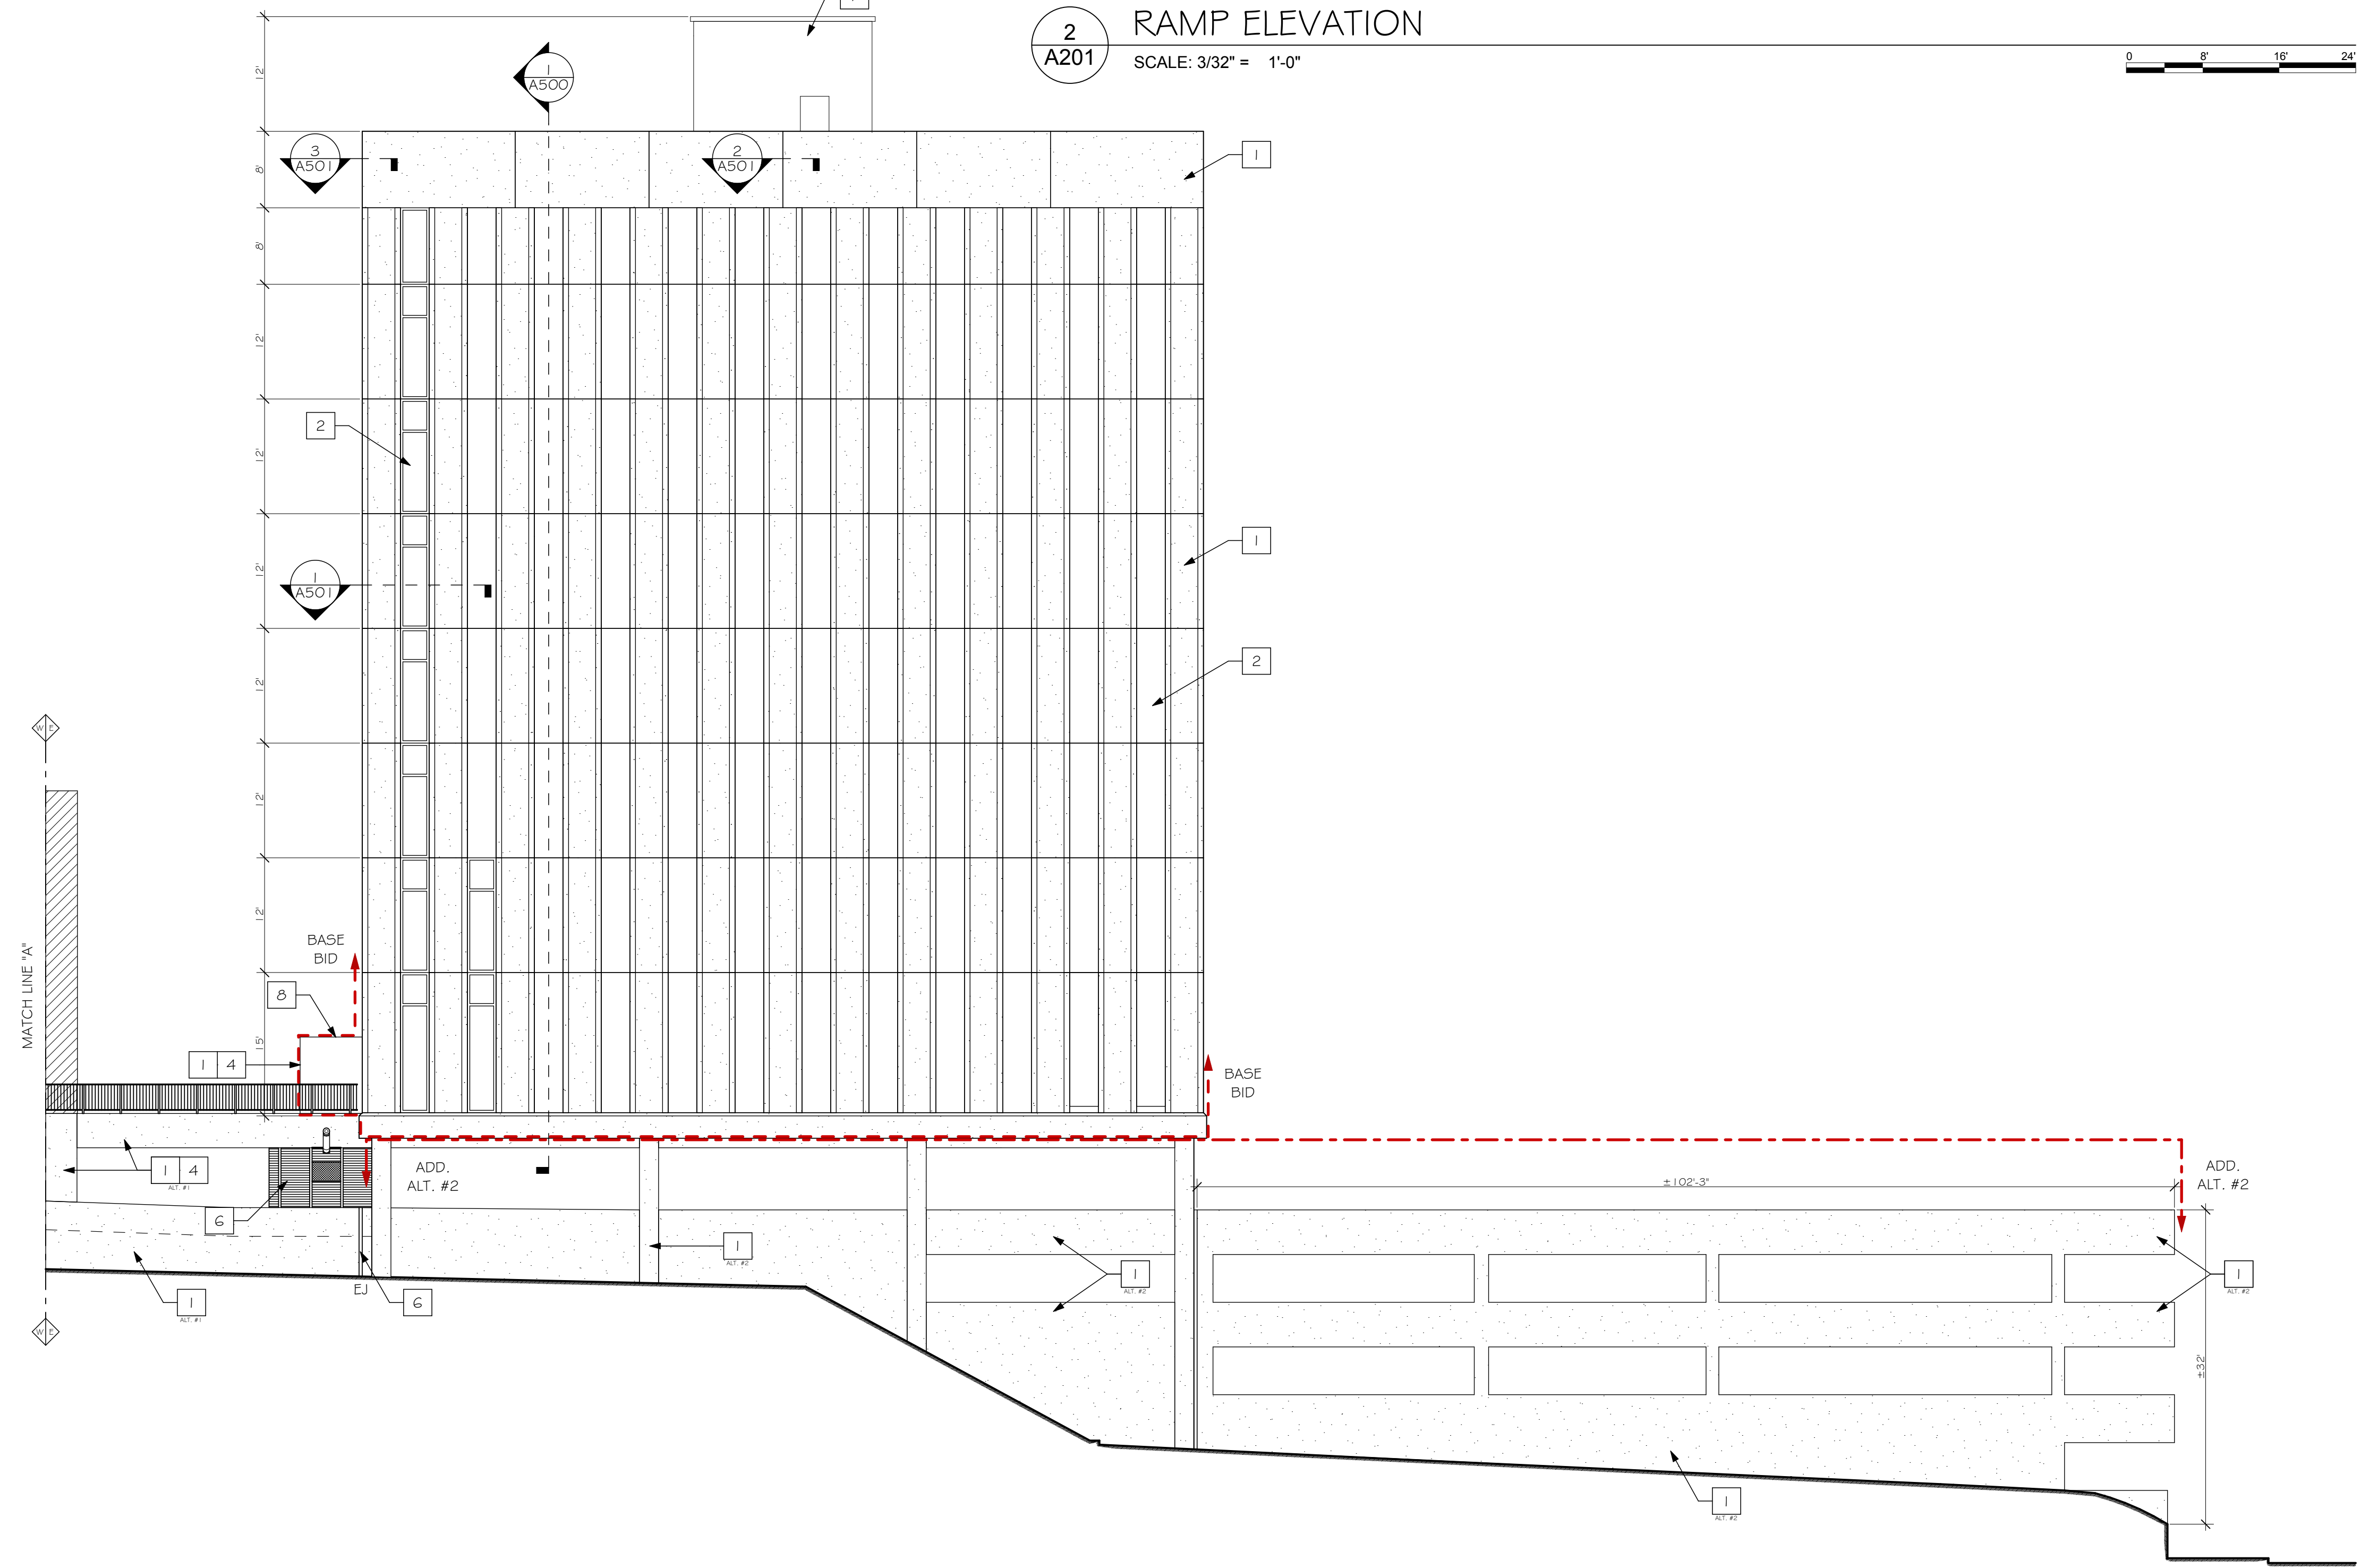 2
A201
RAMP ELEVATION
SCALE: 3/32" = 1'-0"
0 8' 16' 24'
12'
1
A500
3
A501
2
A501
1
8'
8'
12'
2
12'
1
12'
1
A501
2
12'
W E
12'
12'
BASE
BID
MATCH LINE "A"
8
15'
1 4
BASE
BID
1 4
ALT. #1
ADD.
ALT. #2
±102'-3"
ADD.
ALT. #2
6
1
ALT. #2
1
ALT. #2
1
ALT. #2
EJ
1
ALT. #1
6
W E
±32'
1
ALT. #2